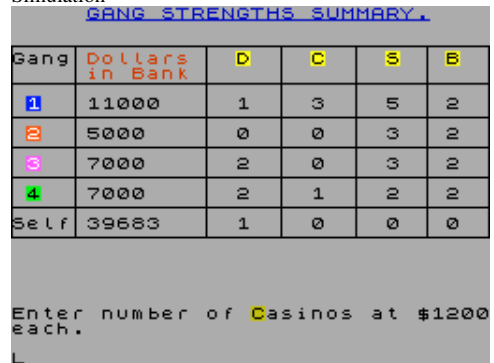 Simulation
GANG STRENGTHS SUMMARY.
Gang Dollars in Bank D C S B
1 11000 1 3 5 2
2 5000 0 0 3 2
3 7000 2 0 3 2
4 7000 2 1 2 2
Self 39683 1 0 0 0
Enter number of Casinos at $1200
each.
L